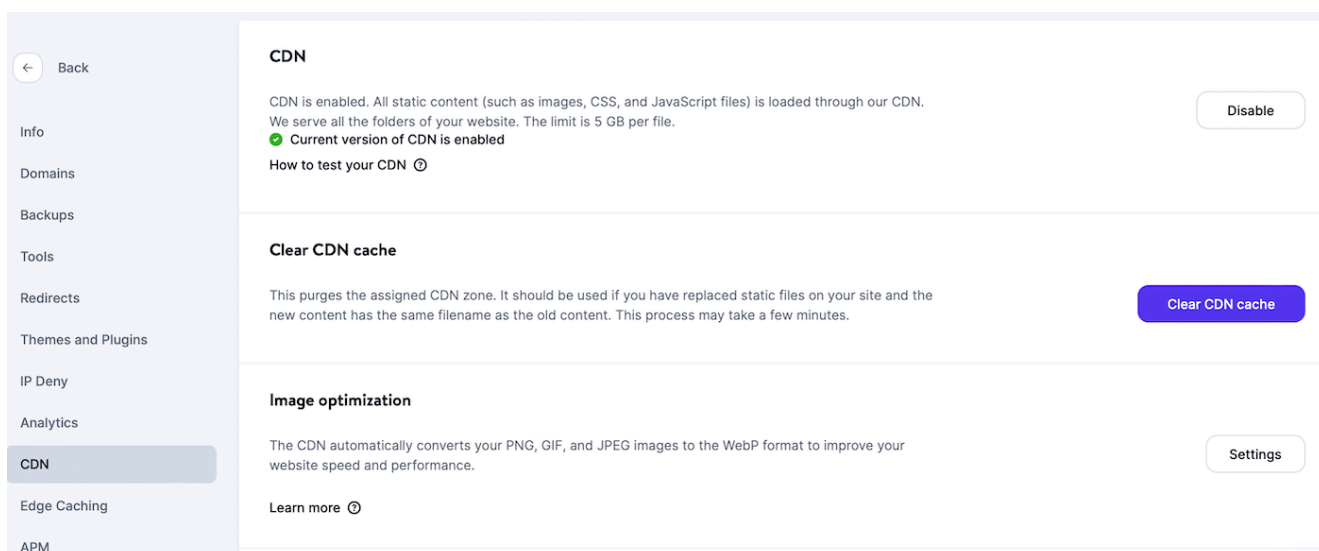 Back
Info
Domains
Backups
Tools
Redirects
Themes and Plugins
IP Deny
Analytics
CDN
Edge Caching
APM
CDN
CDN is enabled. All static content (such as images, CSS, and JavaScript files) is loaded through our CDN.
We serve all the folders of your website. The limit is 5 GB per file.
Current version of CDN is enabled
How to test your CDN
Disable
Clear CDN cache
This purges the assigned CDN zone. It should be used if you have replaced static files on your site and the
new content has the same filename as the old content. This process may take a few minutes.
Clear CDN cache
Image optimization
The CDN automatically converts your PNG, GIF, and JPEG images to the WebP format to improve your
website speed and performance.
Learn more
Settings